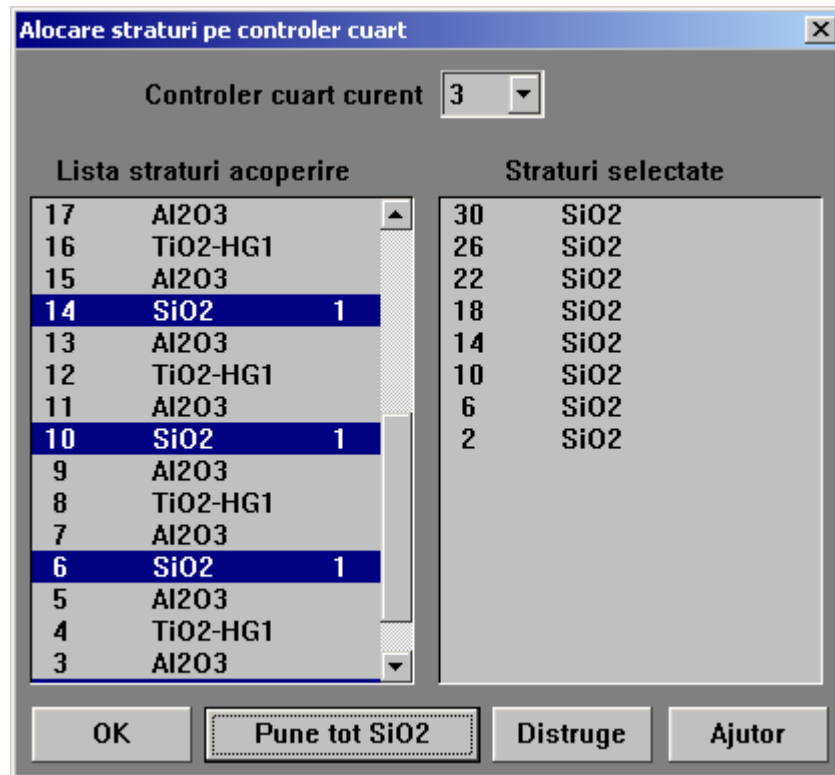 Alocare straturi pe controler cuart
Controler cuart curent 3
Lista straturi acoperire
17 Al2O3
16 TiO2-HG1
15 Al2O3
14 SiO2 1
13 Al2O3
12 TiO2-HG1
11 Al2O3
10 SiO2 1
9 Al2O3
8 TiO2-HG1
7 Al2O3
6 SiO2 1
5 Al2O3
4 TiO2-HG1
3 Al2O3
Straturi selectate
30 SiO2
26 SiO2
22 SiO2
18 SiO2
14 SiO2
10 SiO2
6 SiO2
2 SiO2
OK
Pune tot SiO2
Distruge
Ajutor